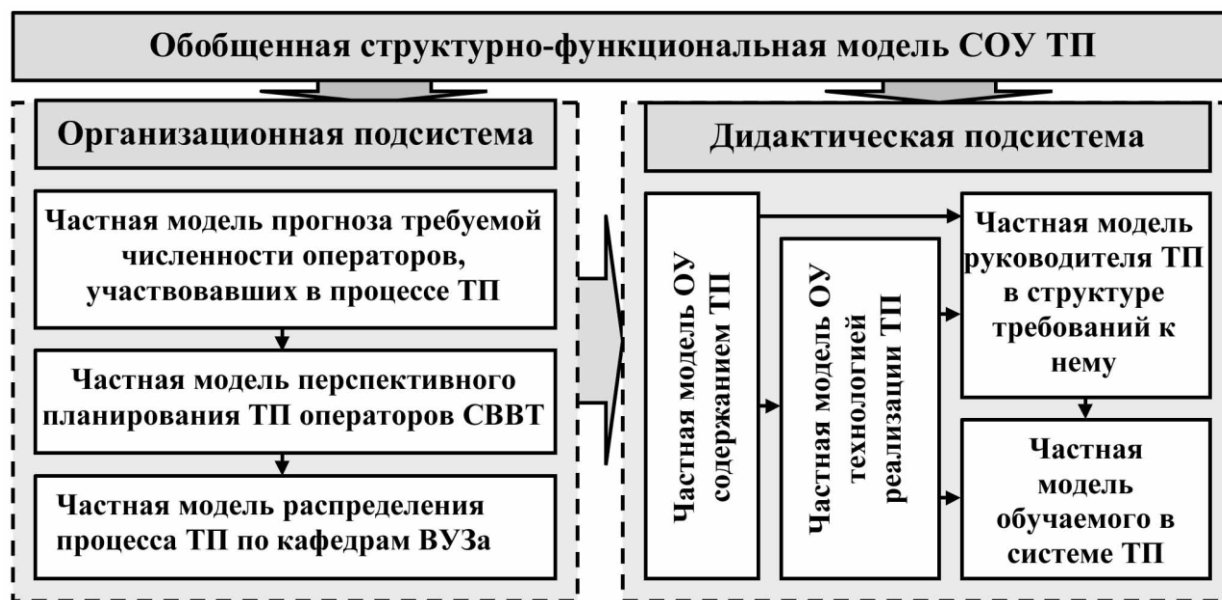 Обобщенная структурно-функциональная модель СОУ ТП
Организационная подсистема
Частная модель прогноза требуемой
численности операторов,
участвовавших в процессе ТП
Частная модель перспективного
планирования ТП операторов СВВТ
Частная модель распределения
процесса ТП по кафедрам ВУЗа
Дидактическая подсистема
Частная модель ОУ
содержанием ТП
Частная модель ОУ
технологией
реализации ТП
Частная модель
руководителя ТП
в структуре
требований к
нему
Частная
модель
обучаемого в
системе ТП